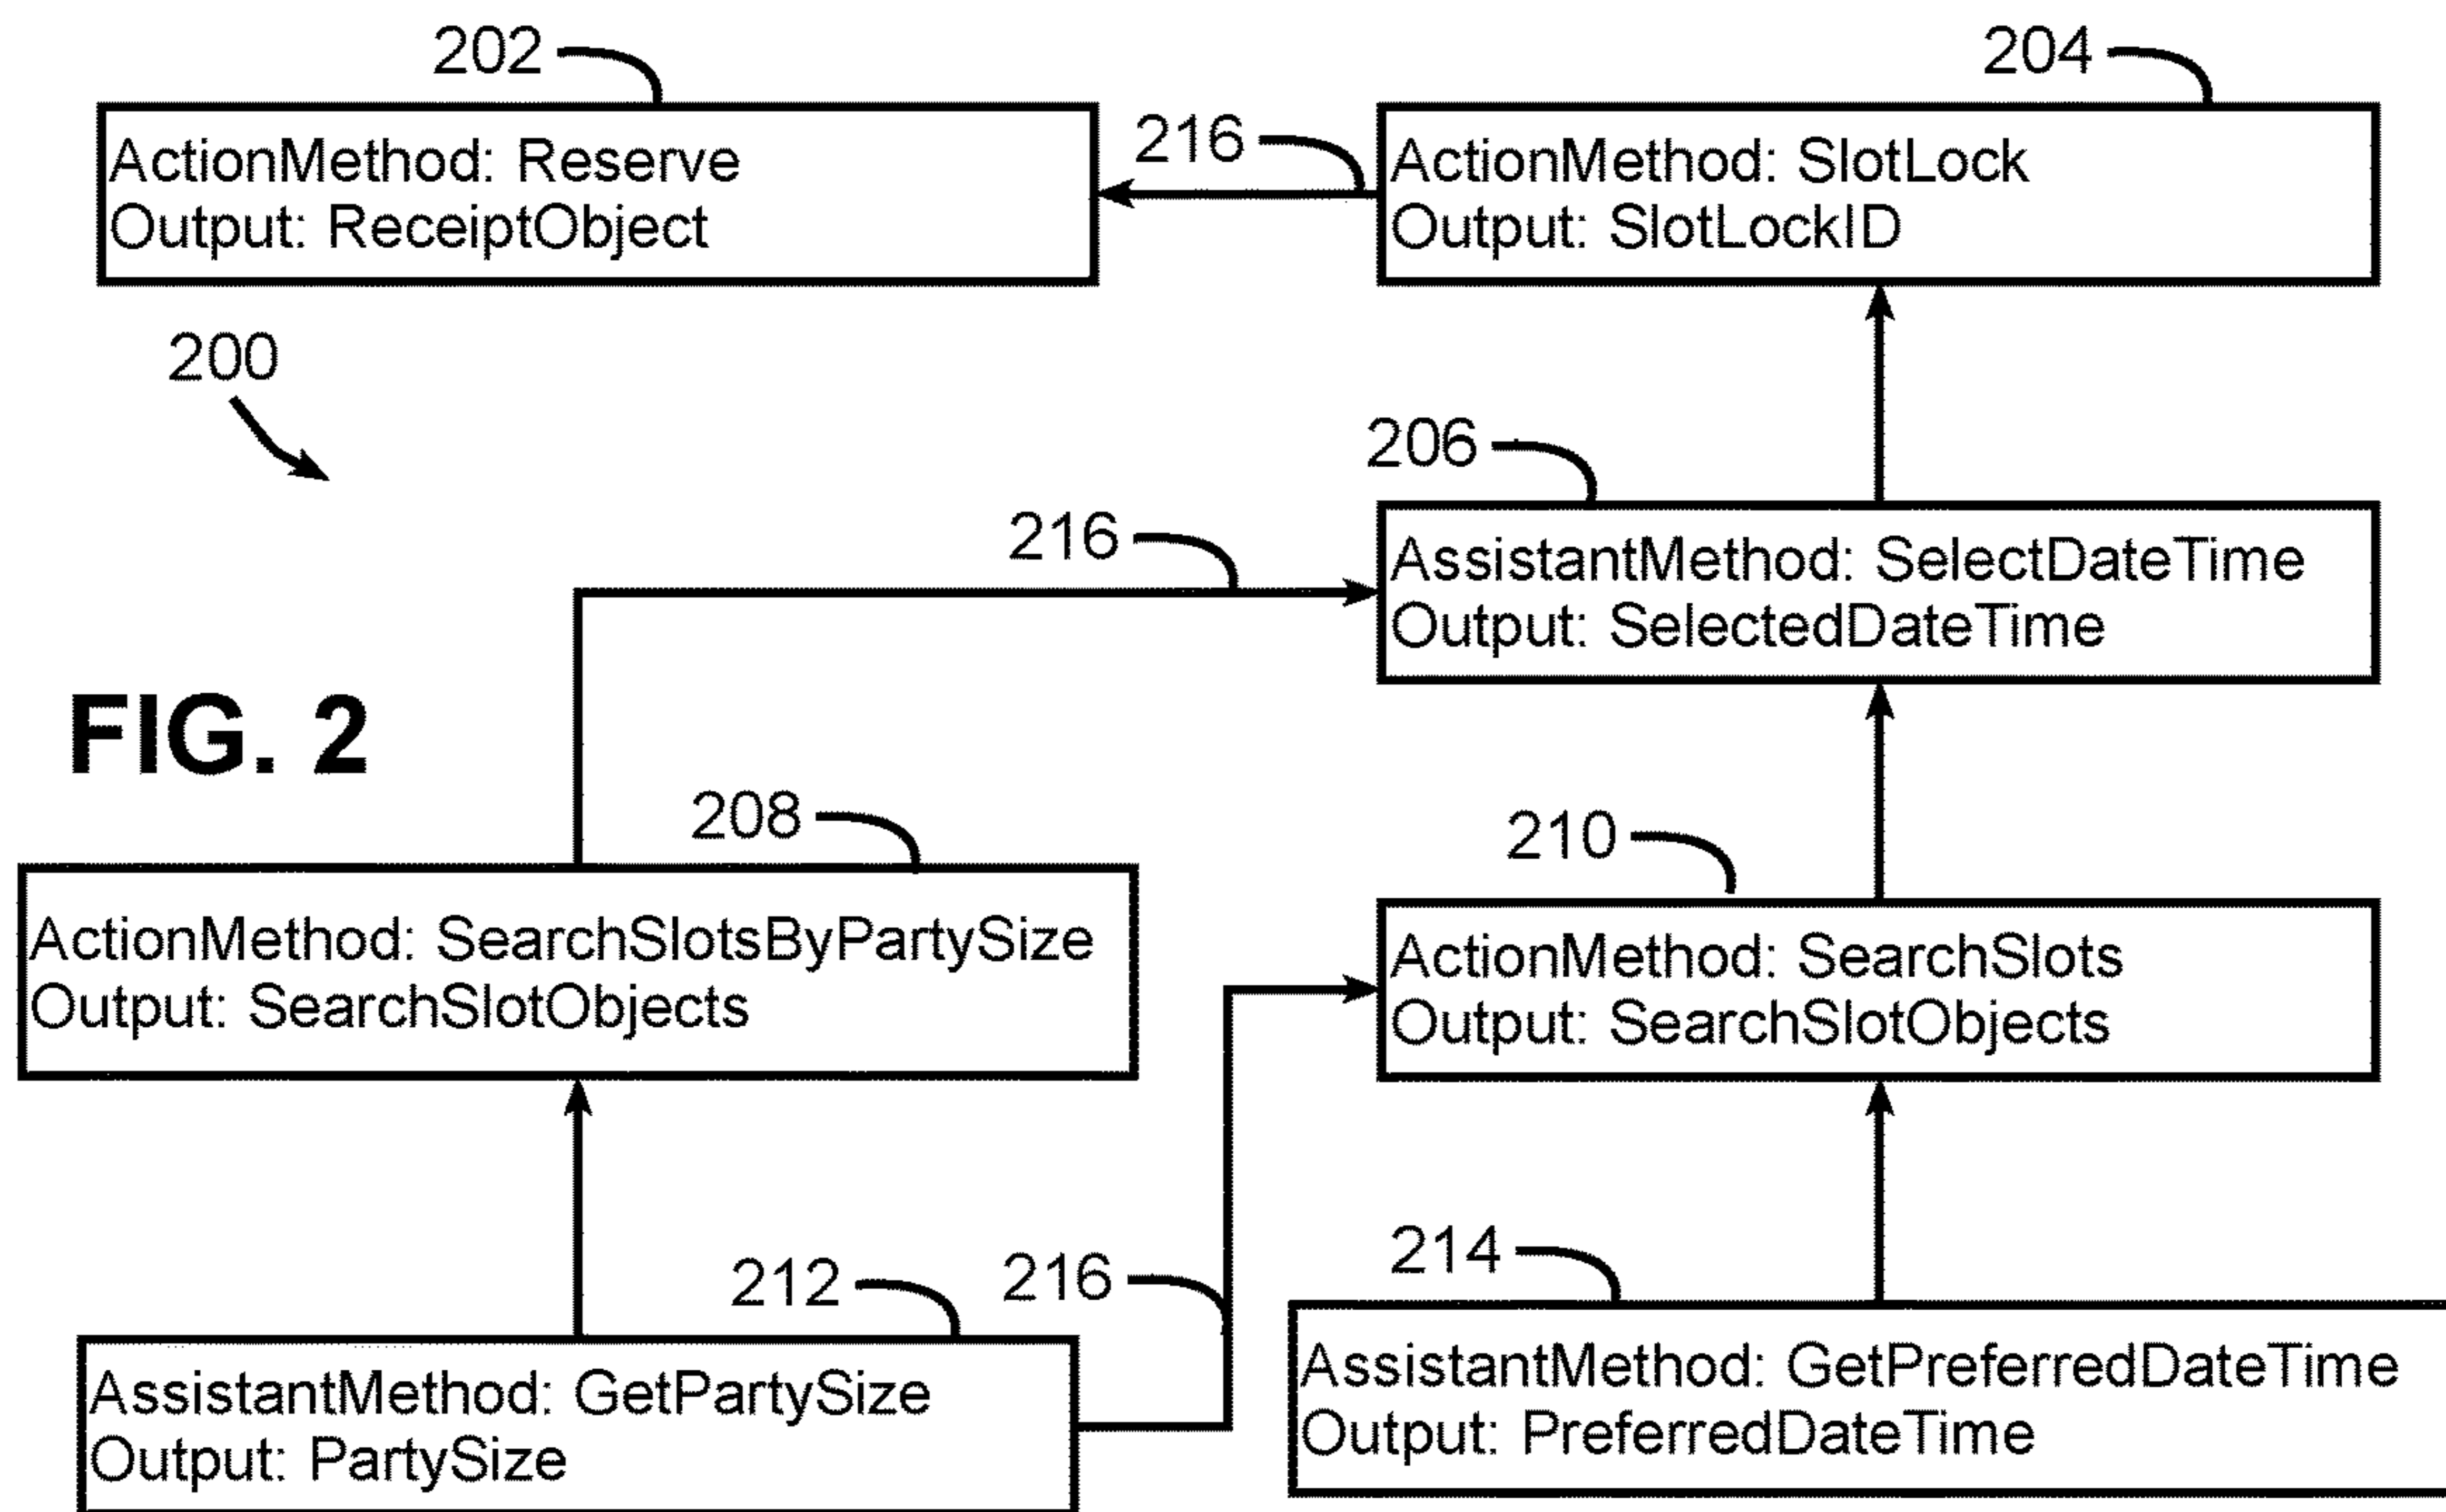 202
204
ActionMethod: Reserve
Output: ReceiptObject
216
ActionMethod: SlotLock
Output: SlotLockID
200
206
216
AssistantMethod: SelectDateTime
Output: SelectedDateTime
FIG. 2
208
210
ActionMethod: SearchSlotsByPartySize
Output: SearchSlotObjects
ActionMethod: SearchSlots
Output: SearchSlotObjects
212
216
214
AssistantMethod: GetPartySize
Output: PartySize
AssistantMethod: GetPreferredDateTime
Output: PreferredDateTime